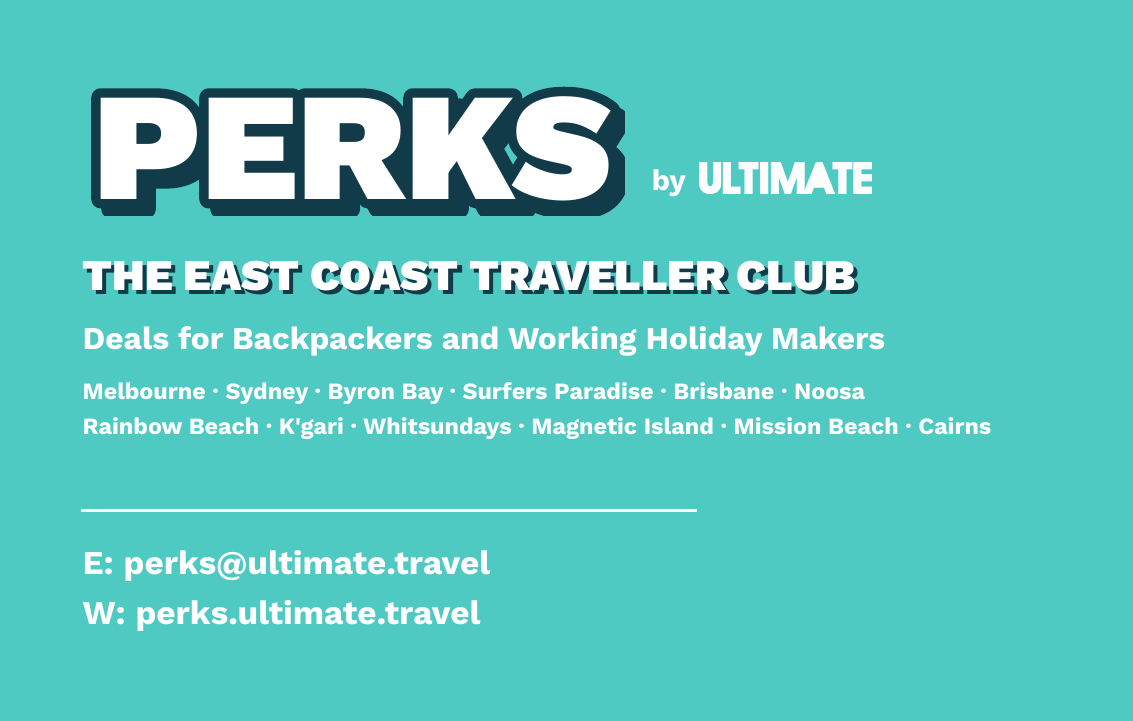 PERKS by ULTIMATE
THE EAST COAST TRAVELLER CLUB
Deals for Backpackers and Working Holiday Makers
Melbourne · Sydney · Byron Bay · Surfers Paradise · Brisbane · Noosa
Rainbow Beach · K'gari · Whitsundays · Magnetic Island · Mission Beach · Cairns
E: perks@ultimate.travel
W: perks.ultimate.travel